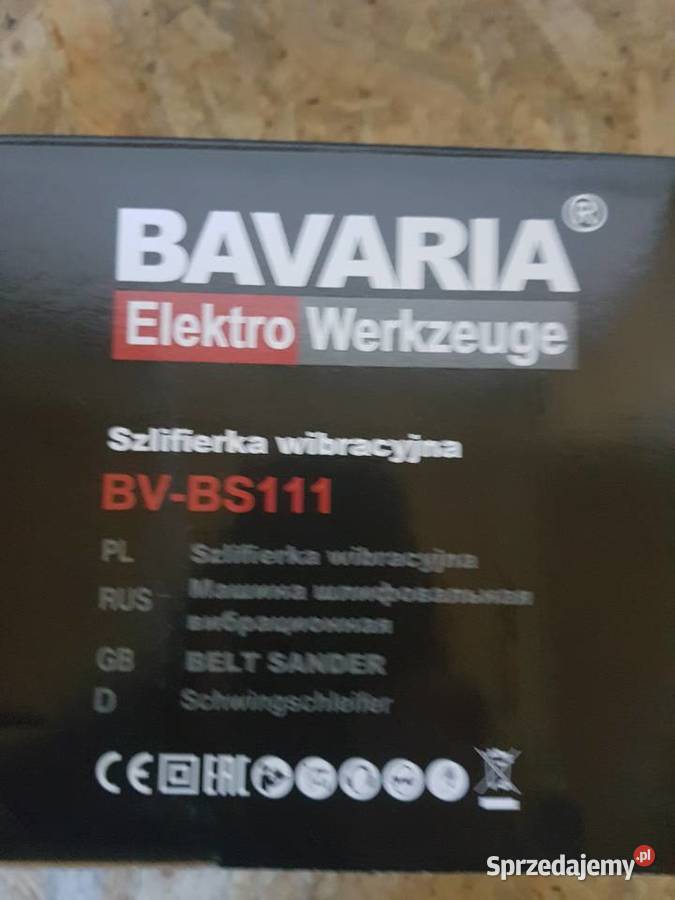 BAVARIA®
Elektro Werkzeuge
Szlifierka wibracyjna
BV-BS111
PL Szlifierka wibracyjna
RUS - Машинка шлифовальная
вибрационная
GB BELT SANDER
D Schwingschleifer
CE EAC
Sprzedajemy.pl